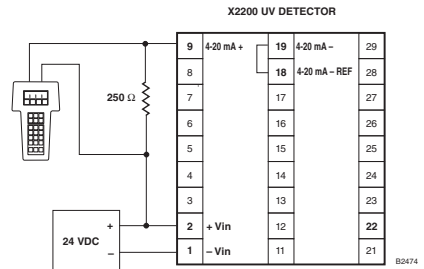 X2200 UV DETECTOR
9 4-20 mA + 19 4-20 mA – 29
8 18 4-20 mA – REF 28
7 17 27
250 Ω
6 16 26
5 15 25
4 14 24
3 13 23
+ 2 + Vin 12 22
24 VDC
– 1 – Vin 11 21
B2474